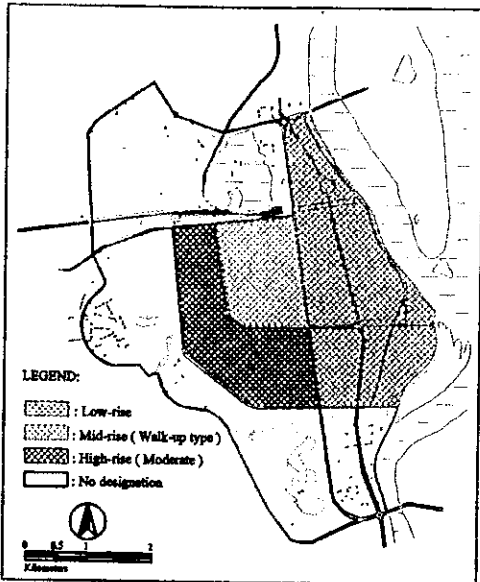 LEGEND:
: Low-rise
: Mid-rise ( Walk-up type )
: High-rise ( Moderate )
: No designation
0 0.5 1 2
Kilometers